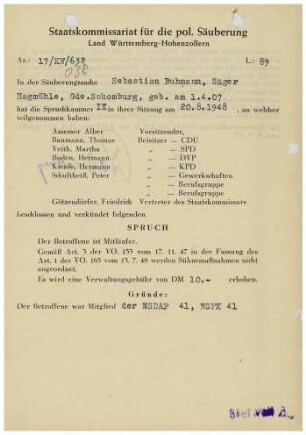 Staatskommissariat für die pol. Säuberung
Land Württemberg-Hohenzollern
Az.: 17/KW/632 L.: 89
In der Säuberungssache Sebastian Buhmann, Säger
Hagmühle, Gde.Schomburg, geb. am 1.4.07
hat die Spruchkammer IX in ihrer Sitzung am 20.8.1948, an welcher
teilgenommen haben:
Assessor Alber Vorsitzender,
Baumann, Thomas Beisitzer — CDU
Veith, Martha „ — SPD
Boden, Hermann „ — DVP
Hermann „ — KPD
Schultheiß, Peter „ — Gewerkschaften
„ — Berufsgruppe
„ — Berufsgruppe
Götzendörfer, Friedrich Vertreter des Staatskommissars
beschlossen und verkündet folgenden
SPRUCH
Der Betroffene ist Mitläufer.
Gemäß Art. 3 der VO. 133 vom 17. 11. 47 in der Fassung des
Art. 1 der VO. 165 vom 13. 7. 48 werden Sühnemaßnahmen nicht
angeordnet.
Es wird eine Verwaltungsgebühr von DM 10.- erhoben.
Gründe:
Der Betroffene war Mitglied der NSDAP 41, NSFK 41